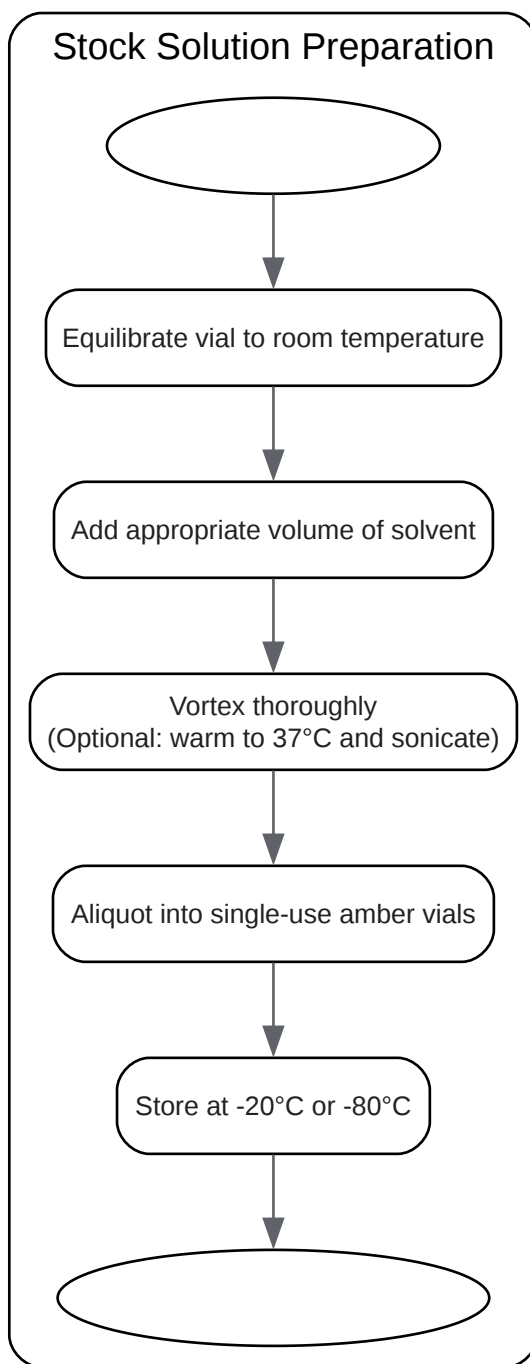 Stock Solution Preparation
Equilibrate vial to room temperature
Add appropriate volume of solvent
Vortex thoroughly
(Optional: warm to 37°C and sonicate)
Aliquot into single-use amber vials
Store at -20°C or -80°C